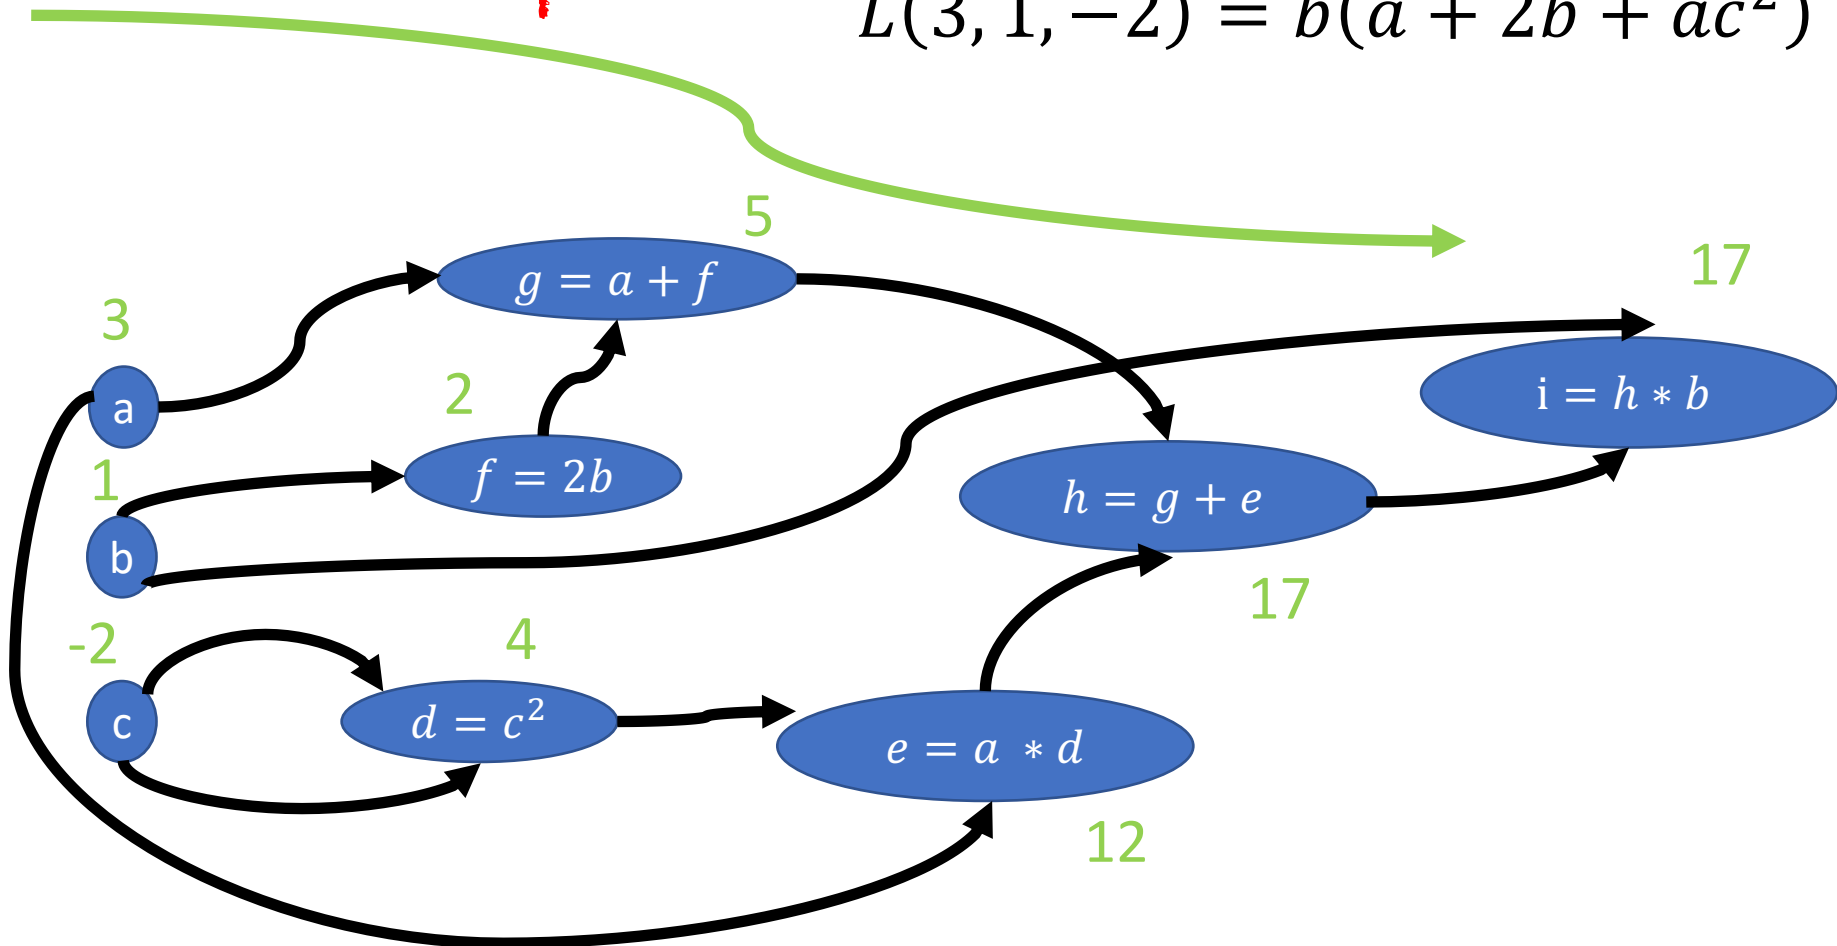 L(3, 1, −2) = b(a + 2b + ac²)
5
17
g = a + f
3
2
i = h ∗ b
a
1
f = 2b
h = g + e
b
17
-2
4
c
d = c²
e = a ∗ d
12